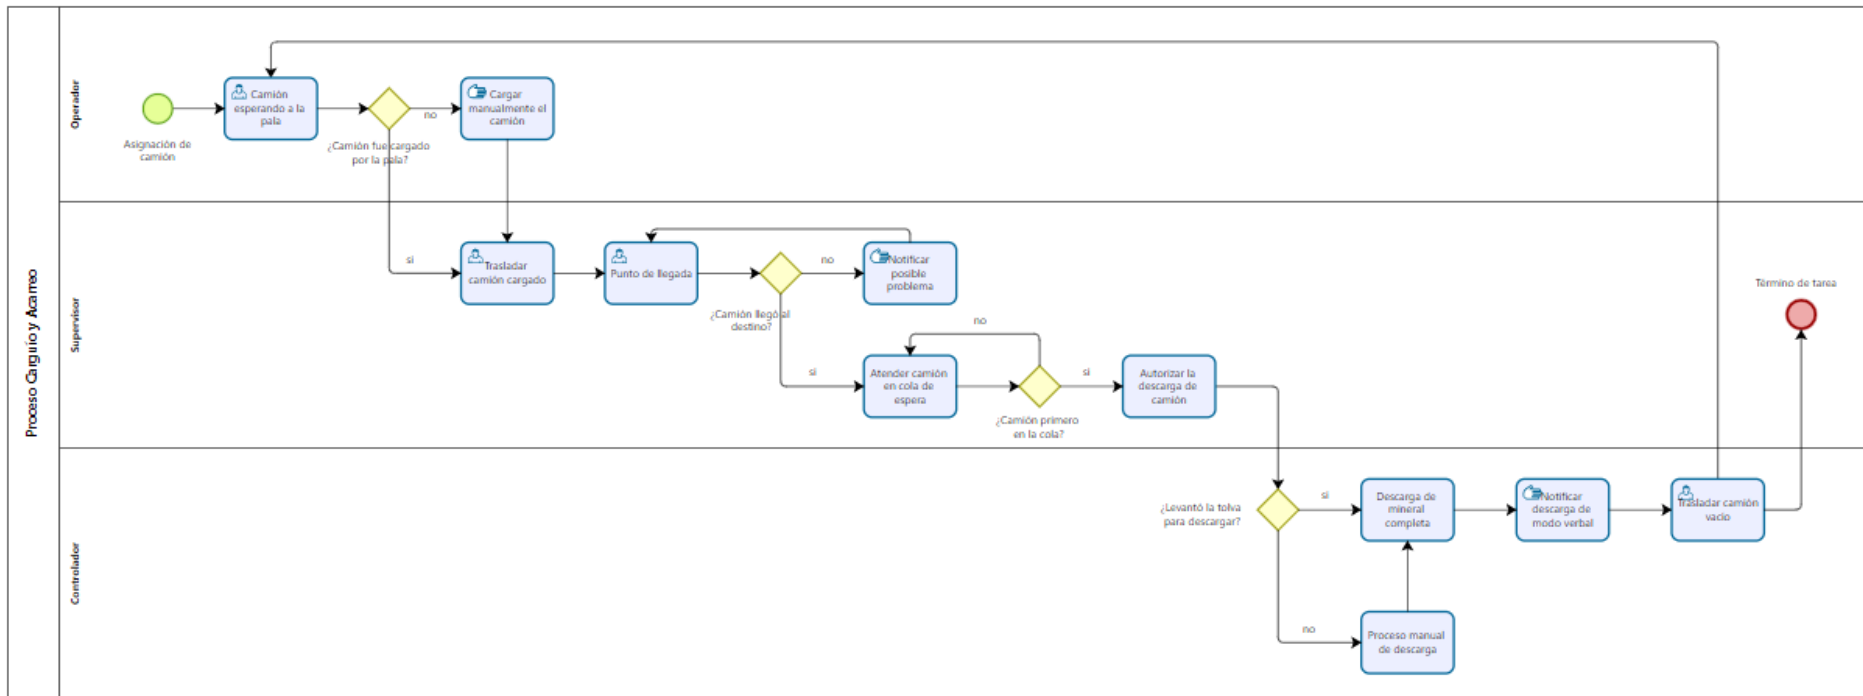 Proceso Carguío y Acarreo
Operador
Asignación de
camión
Camión
esperando a la
pala
¿Camión fue cargado
por la pala?
no
Cargar
manualmente el
camión
si
Supervisor
Trasladar
camión cargado
Punto de llegada
¿Camión llegó al
destino?
no
Notificar
posible
problema
si
Atender camión
en cola de
espera
no
¿Camión primero
en la cola?
si
Autorizar la
descarga de
camión
Término de tarea
Controlador
¿Levantó la tolva
para descargar?
si
Descarga de
mineral
completa
Notificar
descarga de
modo verbal
Trasladar camión
vacío
no
Proceso manual
de descarga